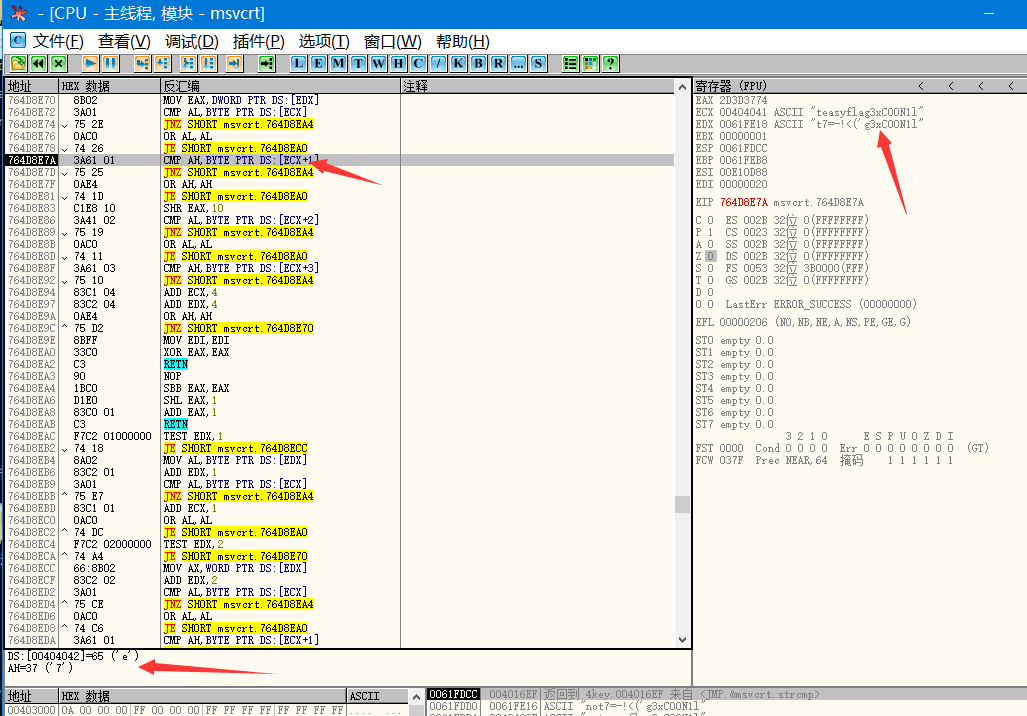 - [CPU - 主线程, 模块 - msvcrt]
C 文件(F) 查看(V) 调试(D) 插件(P) 选项(T) 窗口(W) 帮助(H)
L E M T W H C / K B R ... S ?
地址 HEX 数据 反汇编 注释
764D8E70 8B02 MOV EAX,DWORD PTR DS:[EDX]
764D8E72 3A01 CMP AL,BYTE PTR DS:[ECX]
764D8E74 75 2E JNZ SHORT msvcrt.764D8EA4
764D8E76 0AC0 OR AL,AL
764D8E78 74 26 JE SHORT msvcrt.764D8EA0
764D8E7A 3A61 01 CMP AH,BYTE PTR DS:[ECX+1]
764D8E7D 75 25 JNZ SHORT msvcrt.764D8EA4
764D8E7F 0AE4 OR AH,AH
764D8E81 74 1D JE SHORT msvcrt.764D8EA0
764D8E83 C1E8 10 SHR EAX,10
764D8E86 3A41 02 CMP AL,BYTE PTR DS:[ECX+2]
764D8E89 75 19 JNZ SHORT msvcrt.764D8EA4
764D8E8B 0AC0 OR AL,AL
764D8E8D 74 11 JE SHORT msvcrt.764D8EA0
764D8E8F 3A61 03 CMP AH,BYTE PTR DS:[ECX+3]
764D8E92 75 10 JNZ SHORT msvcrt.764D8EA4
764D8E94 83C1 04 ADD ECX,4
764D8E97 83C2 04 ADD EDX,4
764D8E9A 0AE4 OR AH,AH
764D8E9C ^ 75 D2 JNZ SHORT msvcrt.764D8E70
764D8E9E 8BFF MOV EDI,EDI
764D8EA0 33C0 XOR EAX,EAX
764D8EA2 C3 RETN
764D8EA3 90 NOP
764D8EA4 1BC0 SBB EAX,EAX
764D8EA6 D1E0 SHL EAX,1
764D8EA8 83C0 01 ADD EAX,1
764D8EAB C3 RETN
764D8EAC F7C2 01000000 TEST EDX,1
764D8EB2 74 18 JE SHORT msvcrt.764D8ECC
764D8EB4 8A02 MOV AL,BYTE PTR DS:[EDX]
764D8EB6 83C2 01 ADD EDX,1
764D8EB9 3A01 CMP AL,BYTE PTR DS:[ECX]
764D8EBB ^ 75 E7 JNZ SHORT msvcrt.764D8EA4
764D8EBD 83C1 01 ADD ECX,1
764D8EC0 0AC0 OR AL,AL
764D8EC2 ^ 74 DC JE SHORT msvcrt.764D8EA0
764D8EC4 F7C2 02000000 TEST EDX,2
764D8ECA ^ 74 A4 JE SHORT msvcrt.764D8E70
764D8ECC 66:8B02 MOV AX,WORD PTR DS:[EDX]
764D8ECF 83C2 02 ADD EDX,2
764D8ED2 3A01 CMP AL,BYTE PTR DS:[ECX]
764D8ED4 ^ 75 CE JNZ SHORT msvcrt.764D8EA4
764D8ED6 0AC0 OR AL,AL
764D8ED8 ^ 74 C6 JE SHORT msvcrt.764D8EA0
764D8EDA 3A61 01 CMP AH,BYTE PTR DS:[ECX+1]
DS:[00404042]=65 ('e')
AH=37 ('7')
寄存器 (FPU) < < < <
EAX 2D3D3774
ECX 00404041 ASCII "teasyflag3xC00N1l"
EDX 0061FE18 ASCII "t7=-!<('g3xC00N1l"
EBX 00000001
ESP 0061FDCC
EBP 0061FEB8
ESI 00E10D88
EDI 00000020
EIP 764D8E7A msvcrt.764D8E7A
C 0 ES 002B 32位 0(FFFFFFFF)
P 1 CS 0023 32位 0(FFFFFFFF)
A 0 SS 002B 32位 0(FFFFFFFF)
Z 0 DS 002B 32位 0(FFFFFFFF)
S 0 FS 0053 32位 3B0000(FFF)
T 0 GS 002B 32位 0(FFFFFFFF)
D 0
O 0 LastErr ERROR_SUCCESS (00000000)
EFL 00000206 (NO,NB,NE,A,NS,PE,GE,G)
ST0 empty 0.0
ST1 empty 0.0
ST2 empty 0.0
ST3 empty 0.0
ST4 empty 0.0
ST5 empty 0.0
ST6 empty 0.0
ST7 empty 0.0
3 2 1 0 E S P U O Z D I
FST 0000 Cond 0 0 0 0 Err 0 0 0 0 0 0 0 0 (GT)
FCW 037F Prec NEAR,64 掩码 1 1 1 1 1 1
地址 HEX 数据 ASCII
00403000 0A 00 00 00 FF 00 00 00 FF FF FF FF FF FF FF FF
0061FDCC 004016EF 返回到 4key.004016EF 来自 <JMP.&msvcrt.strcmp>
0061FDD0 0061FE16 ASCII "not7=-!<('g3xC00N1l"